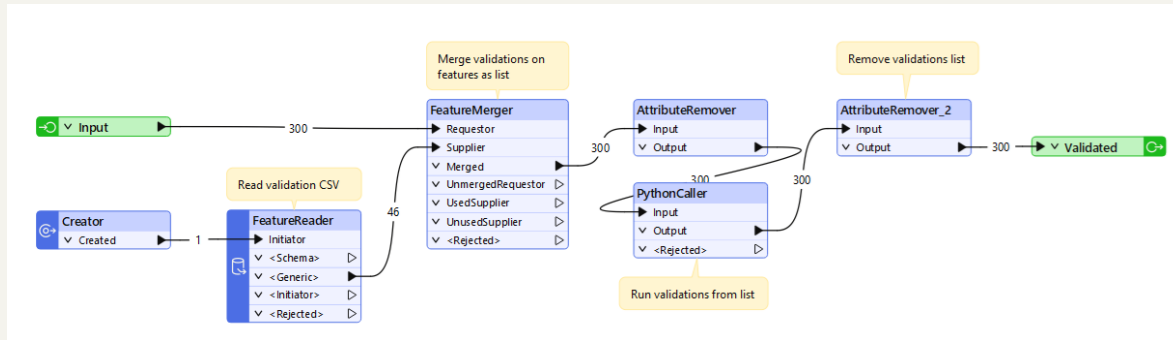 Merge validations on
features as list
Remove validations list
FeatureMerger
AttributeRemover
AttributeRemover_2
Input
300
Requestor
Input
Input
Supplier
300
Output
Output
300
Validated
Merged
Read validation CSV
UnmergedRequestor
300
300
46
UsedSupplier
PythonCaller
Creator
FeatureReader
UnusedSupplier
Input
Created
1
Initiator
<Rejected>
Output
<Schema>
<Rejected>
<Generic>
<Initiator>
Run validations from list
<Rejected>